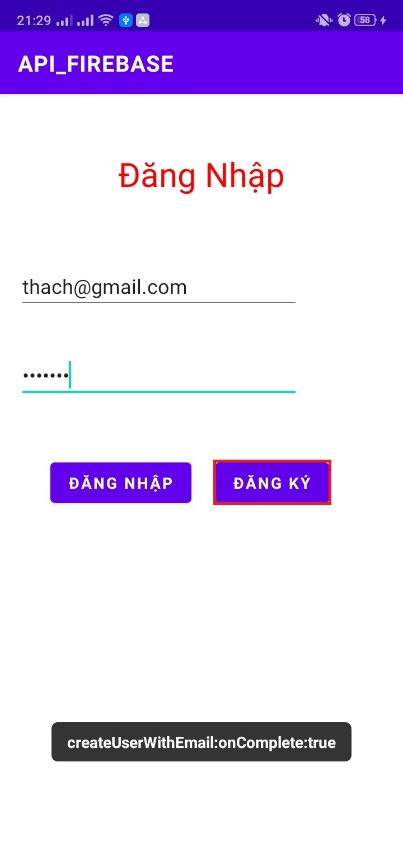 21:29 58
API_FIREBASE
Đăng Nhập
thach@gmail.com
•••••••
ĐĂNG NHẬP ĐĂNG KÝ
createUserWithEmail:onComplete:true